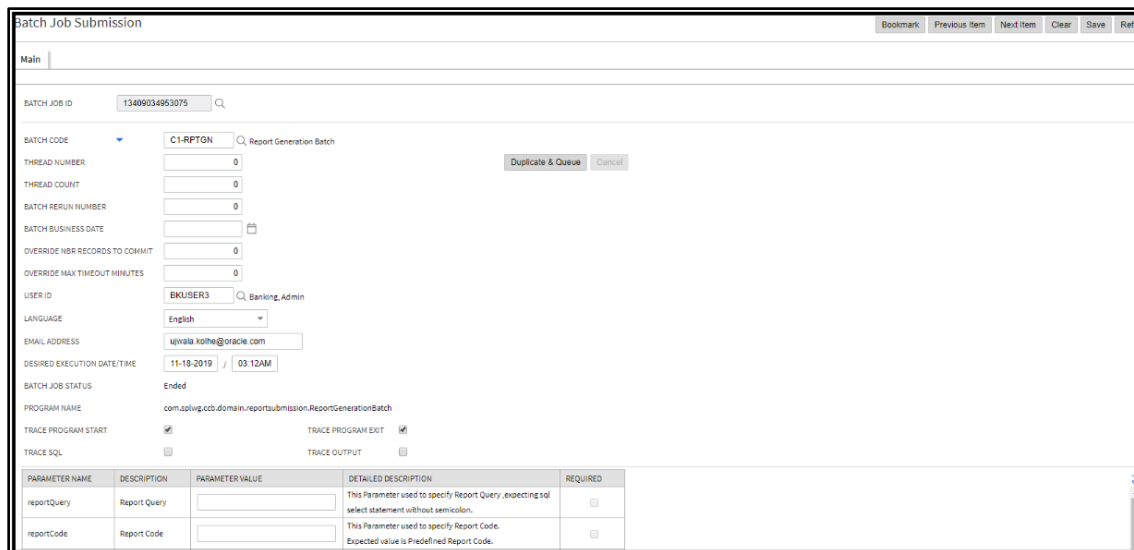 Batch Job Submission
Bookmark Previous Item Next Item Clear Save Ref
Main
BATCH JOB ID 13409034953075
BATCH CODE C1-RPTGN Report Generation Batch
THREAD NUMBER 0 Duplicate & Queue Cancel
THREAD COUNT 0
BATCH RERUN NUMBER 0
BATCH BUSINESS DATE
OVERRIDE NBR RECORDS TO COMMIT 0
OVERRIDE MAX TIMEOUT MINUTES 0
USER ID BKUSER3 Banking, Admin
LANGUAGE English
EMAIL ADDRESS ujwala.kolhe@oracle.com
DESIRED EXECUTION DATE/TIME 11-18-2019 / 03:12AM
BATCH JOB STATUS Ended
PROGRAM NAME com.splwg.ccb.domain.reportsubmission.ReportGenerationBatch
TRACE PROGRAM START TRACE PROGRAM EXIT
TRACE SQL TRACE OUTPUT
PARAMETER NAME DESCRIPTION PARAMETER VALUE DETAILED DESCRIPTION REQUIRED
reportQuery Report Query This Parameter used to specify Report Query ,expecting sql
select statement without semicolon.
reportCode Report Code This Parameter used to specify Report Code.
Expected value is Predefined Report Code.